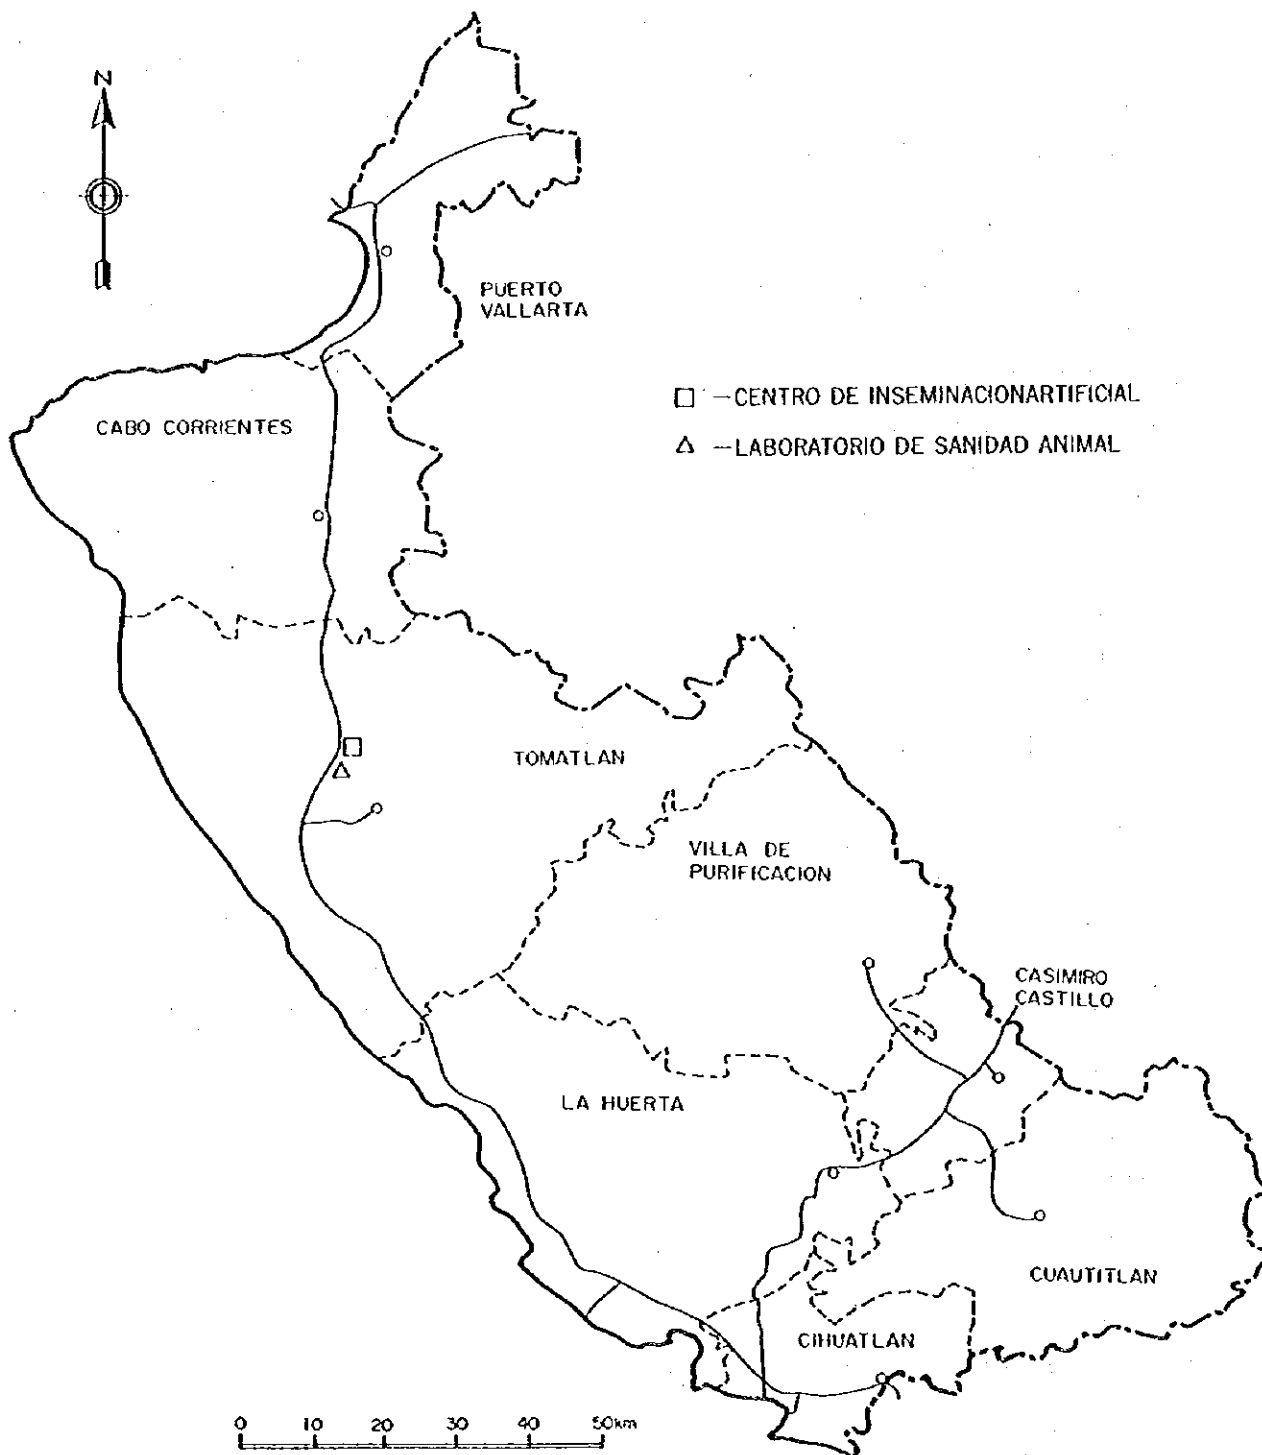 N
PUERTO
VALLARTA
□ – CENTRO DE INSEMINACIONARTIFICIAL
CABO CORRIENTES
△ – LABORATORIO DE SANIDAD ANIMAL
TOMATLAN
VILLA DE
PURIFICACION
CASIMIRO
CASTILLO
LA HUERTA
CUAUTITLAN
CIHUATLAN
0 10 20 30 40 50km